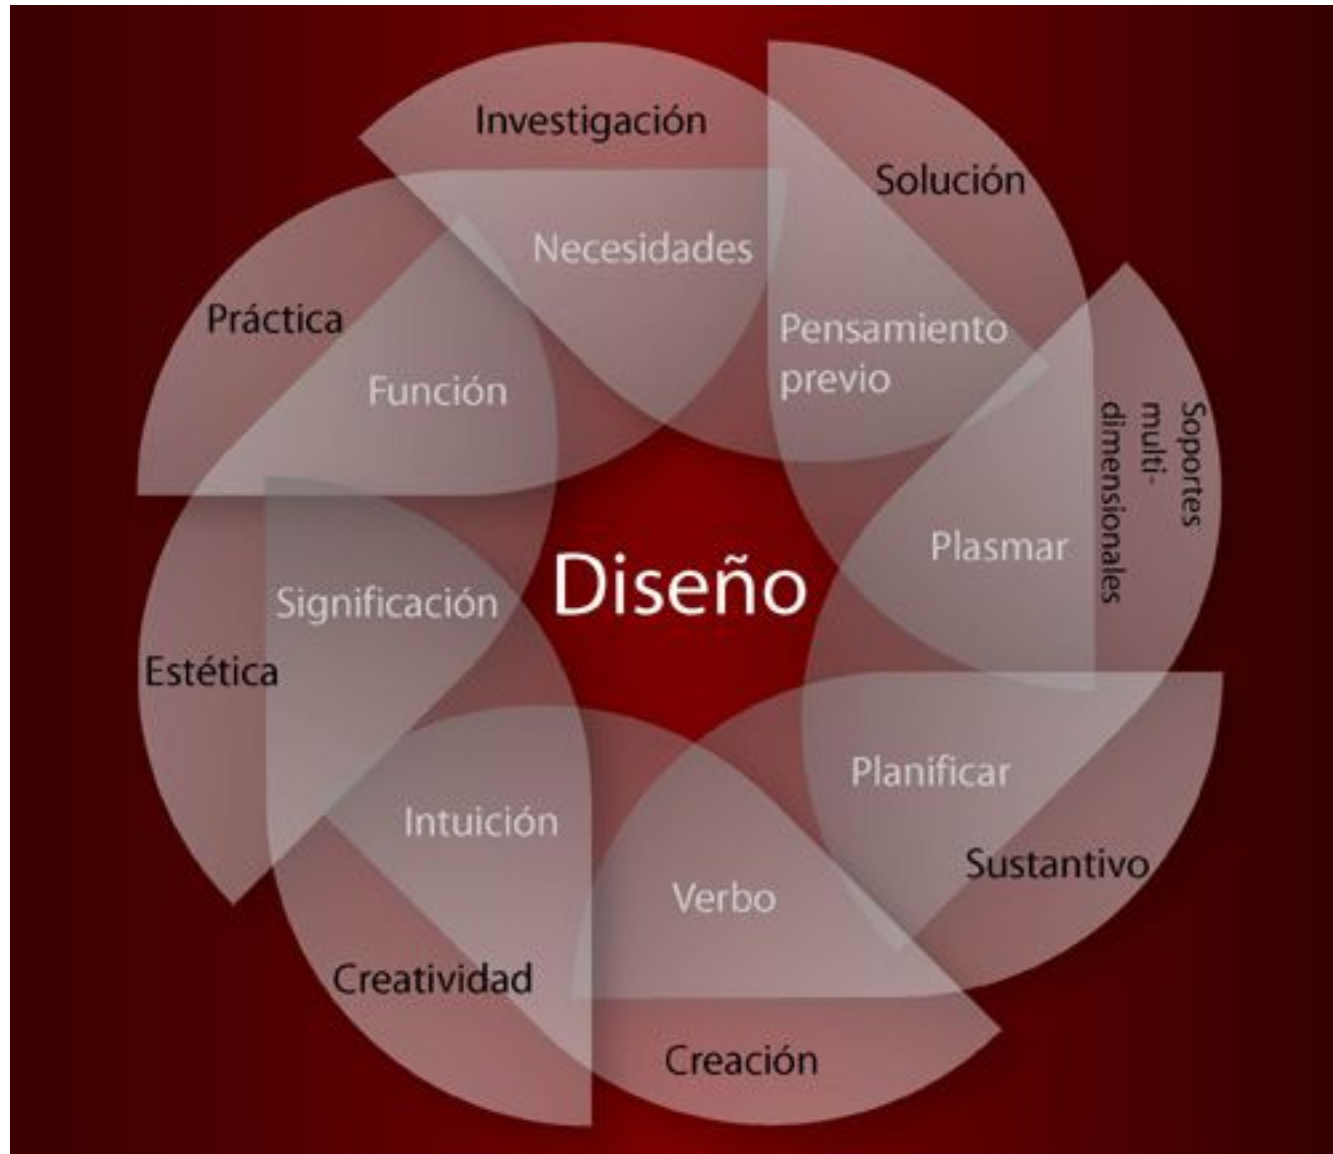 Investigación
Solución
Necesidades
Práctica
Pensamiento
previo
Función
Soportes
multi-
dimensionales
Plasmar
Diseño
Significación
Estética
Planificar
Intuición
Sustantivo
Verbo
Creatividad
Creación